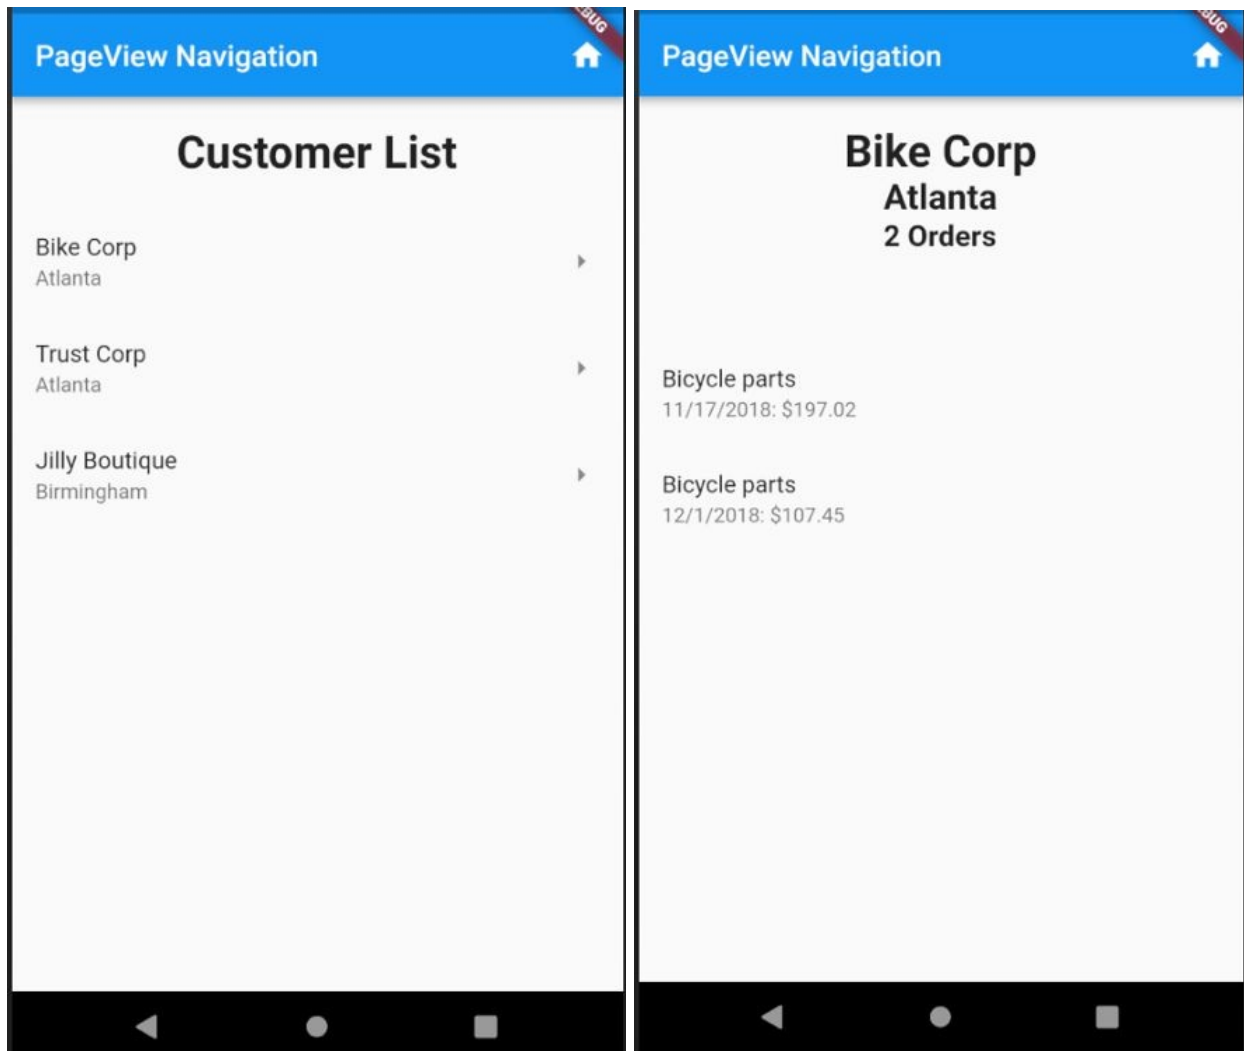 PageView Navigation
Customer List
Bike Corp
Atlanta
Trust Corp
Atlanta
Jilly Boutique
Birmingham
PageView Navigation
Bike Corp
Atlanta
2 Orders
Bicycle parts
11/17/2018: $197.02
Bicycle parts
12/1/2018: $107.45